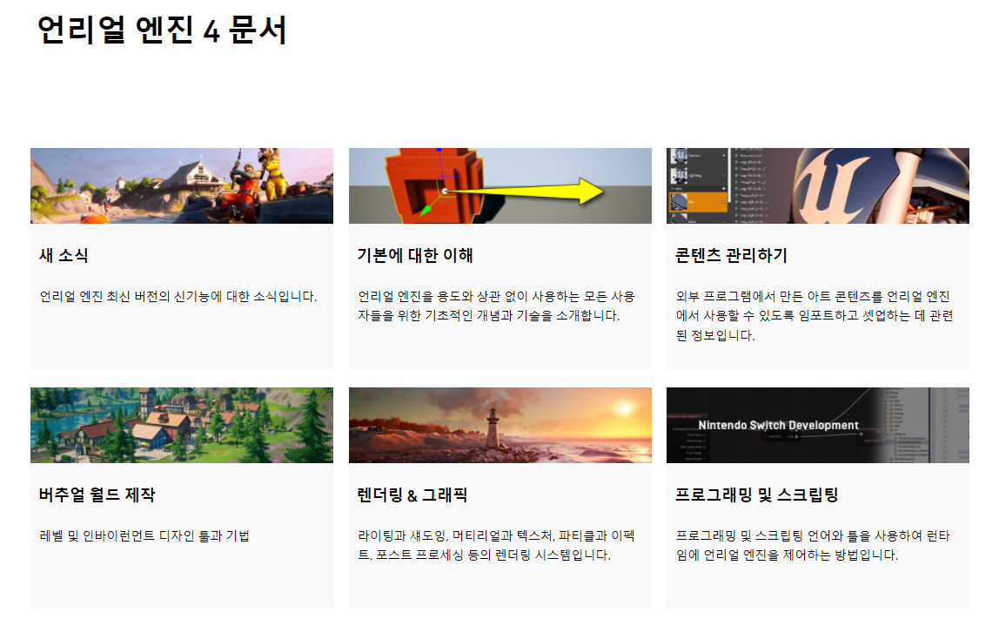 언리얼 엔진 4 문서
새 소식
언리얼 엔진 최신 버전의 신기능에 대한 소식입니다.
기본에 대한 이해
언리얼 엔진을 용도와 상관 없이 사용하는 모든 사용
자들을 위한 기초적인 개념과 기술을 소개합니다.
콘텐츠 관리하기
외부 프로그램에서 만든 아트 콘텐츠를 언리얼 엔진
에서 사용할 수 있도록 임포트하고 셋업하는 데 관련
된 정보입니다.
버추얼 월드 제작
레벨 및 인바이런먼트 디자인 툴과 기법
렌더링 & 그래픽
라이팅과 섀도잉, 머티리얼과 텍스처, 파티클과 이펙
트, 포스트 프로세싱 등의 렌더링 시스템입니다.
Nintendo Switch Development
프로그래밍 및 스크립팅
프로그래밍 및 스크립팅 언어와 툴을 사용하여 런타
임에 언리얼 엔진을 제어하는 방법입니다.